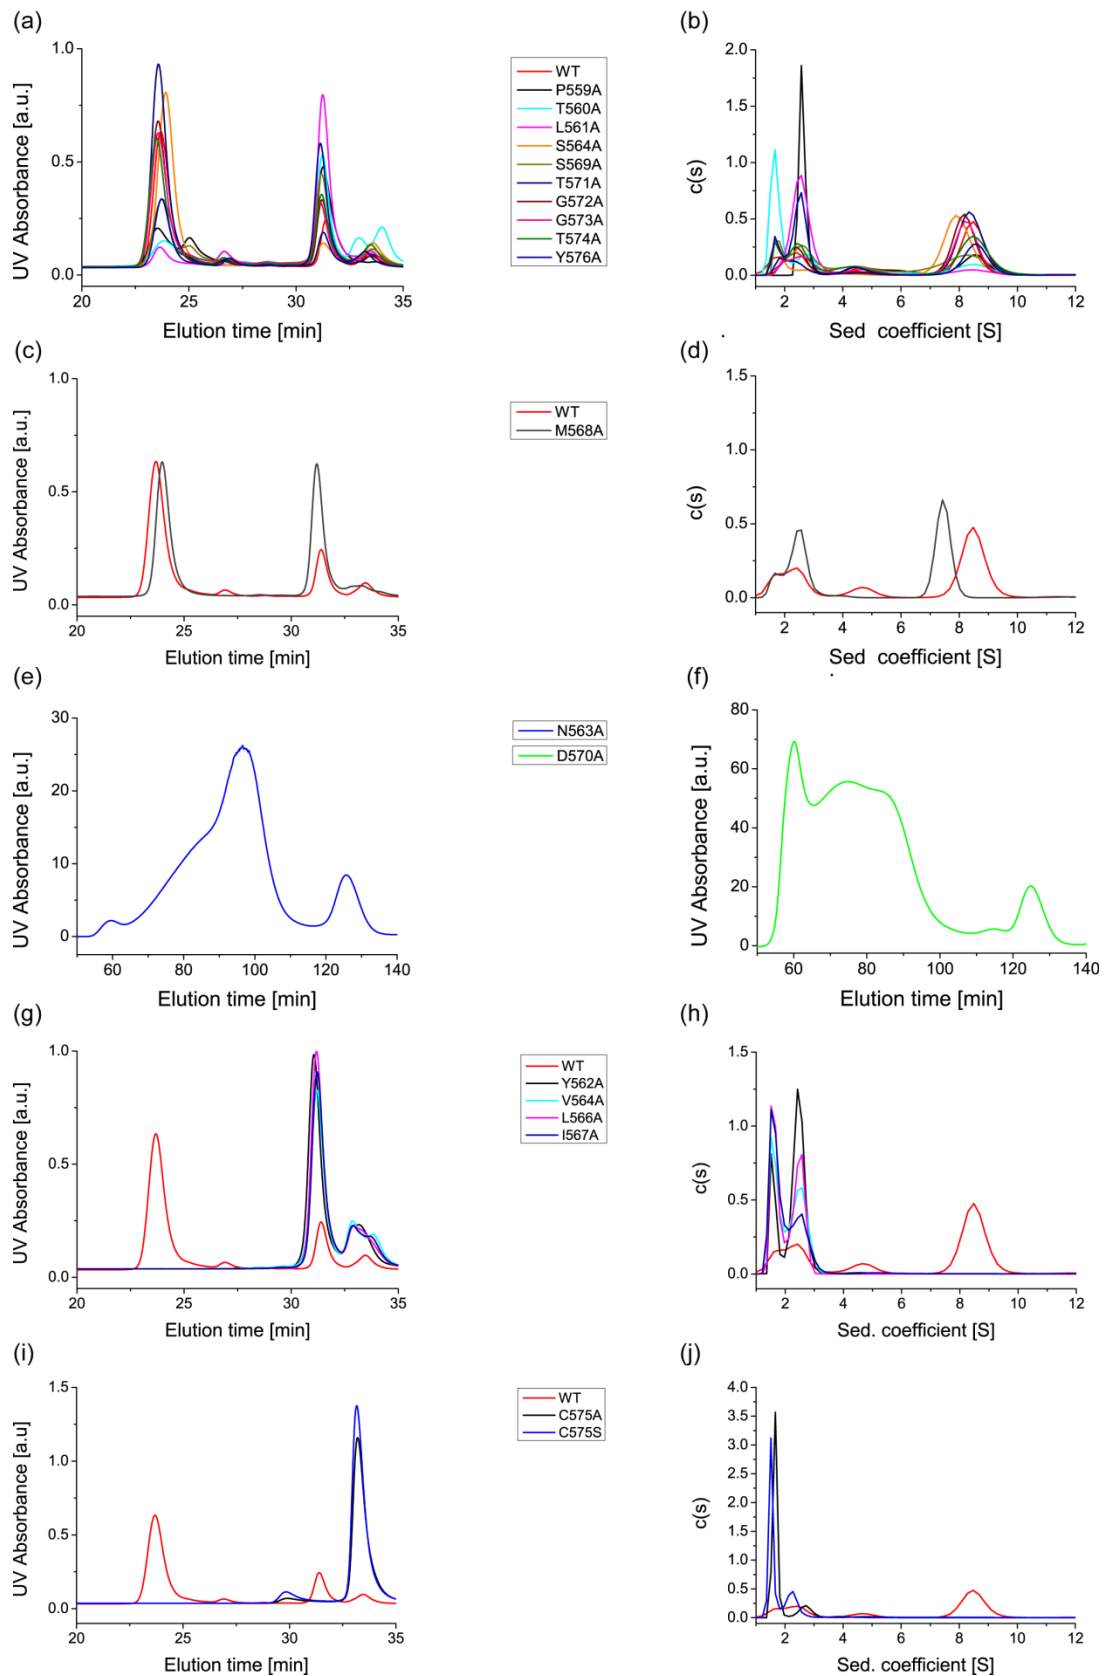 (a)
1.0
0.5
0.0
UV Absorbance [a.u.]
20 25 30 35
Elution time [min]
WT
P559A
T560A
L561A
S564A
S569A
T571A
G572A
G573A
T574A
Y576A
(b)
2.0
1.5
1.0
0.5
0.0
c(s)
2 4 6 8 10 12
Sed coefficient [S]
(c)
1.0
0.5
0.0
UV Absorbance [a.u.]
20 25 30 35
Elution time [min]
WT
M568A
(d)
1.5
1.0
0.5
0.0
c(s)
2 4 6 8 10 12
Sed coefficient [S]
(e)
30
20
10
0
UV Absorbance [a.u.]
60 80 100 120 140
Elution time [min]
N563A
D570A
(f)
80
60
40
20
0
UV Absorbance [a.u.]
60 80 100 120 140
Elution time [min]
(g)
1.0
0.5
0.0
UV Absorbance [a.u.]
20 25 30 35
Elution time [min]
WT
Y562A
V564A
L566A
I567A
(h)
1.5
1.0
0.5
0.0
c(s)
2 4 6 8 10 12
Sed. coefficient [S]
(i)
1.5
1.0
0.5
0.0
UV Absorbance [a.u]
20 25 30 35
Elution time [min]
WT
C575A
C575S
(j)
4.0
3.5
3.0
2.5
2.0
1.5
1.0
0.5
0.0
c(s)
2 4 6 8 10 12
Sed. coefficient [S]